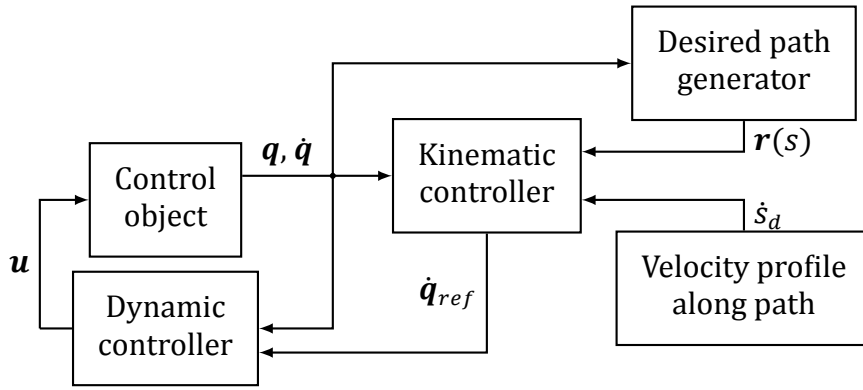 Desired path
generator
𝒓(𝑠)
𝒒, 𝒒̇
Kinematic
controller
Control
object
𝑠̇_𝑑
𝒖
Velocity profile
along path
𝒒̇_𝑟𝑒𝑓
Dynamic
controller